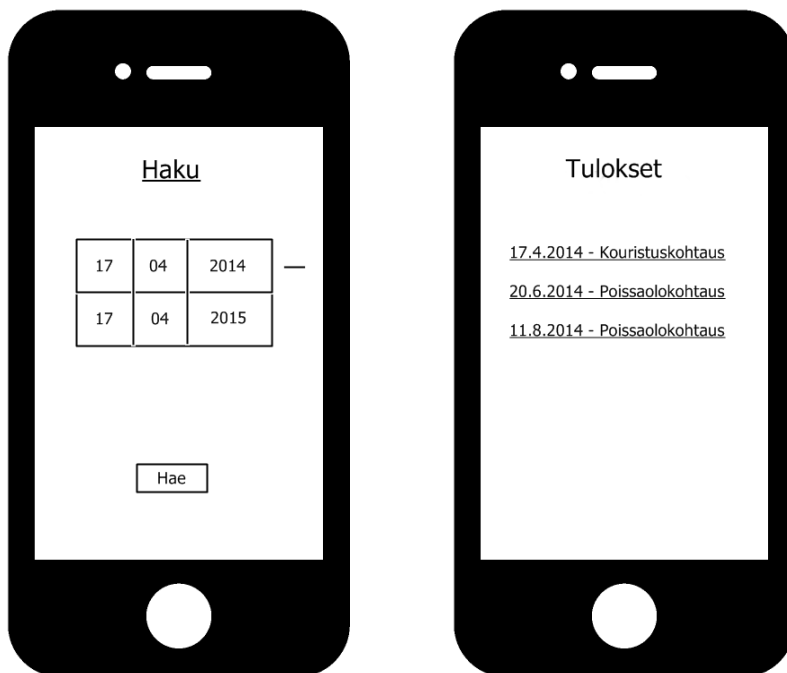 Haku
17 04 2014 —
17 04 2015
Hae
Tulokset
17.4.2014 - Kouristuskohtaus
20.6.2014 - Poissaolokohtaus
11.8.2014 - Poissaolokohtaus